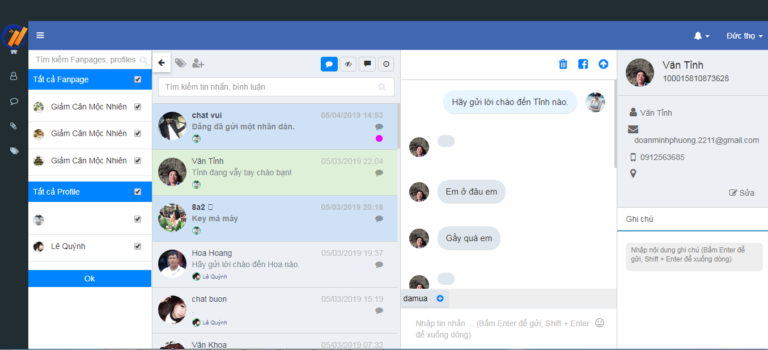 Đức thọ
Tìm kiếm Fanpages, profiles
Tất cả Fanpage
Giảm Cân Mộc Nhiên
Giảm Cân Mộc Nhiên
Giảm Cân Mộc Nhiên
Tất cả Profile
Lê Quỳnh
Ok
Tìm kiếm tin nhắn, bình luận
chat vui 05/04/2019 14:53
Đảng đã gửi một nhãn dán.
Văn Tỉnh 05/03/2019 22:04
Tỉnh đang vẫy tay chào bạn!
8a2 05/03/2019 20:18
Key má mày
Hoa Hoang 05/03/2019 19:37
Hãy gửi lời chào đến Hoa nào.
Lê Quỳnh
chat buon 05/03/2019 15:19
Lê Quỳnh
Văn Khoa 05/03/2019 07:32
Hãy gửi lời chào đến Tỉnh nào.
Em ở đâu em
Gầy quá em
damua
Nhập tin nhắn ... (Bấm Enter để gửi, Shift + Enter
để xuống dòng)
Văn Tỉnh
100015810873628
Văn Tỉnh
doanminhphuong.2211@gmail.com
0912563685
Sửa
Ghi chú
Nhập nội dung ghi chú (Bấm Enter để
gửi, Shift + Enter để xuống dòng)